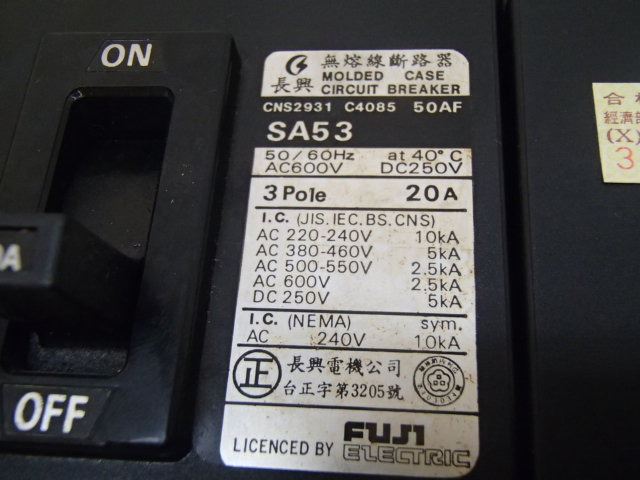 ON
0A
OFF
無熔線斷路器
長興
MOLDED CASE
CIRCUIT BREAKER
CNS2931 C4085 50AF
SA53
50/60Hz at 40°C
AC600V DC250V
3 Pole 20A
I.C. (JIS.IEC.BS.CNS)
AC 220-240V 10kA
AC 380-460V 5kA
AC 500-550V 2.5kA
AC 600V 2.5kA
DC 250V 5kA
I.C. (NEMA) sym.
AC 240V 10kA
正
長興電機公司
台正字第3205號
LICENCED BY FUJI
ELECTRIC
合
經濟部
(X)
3